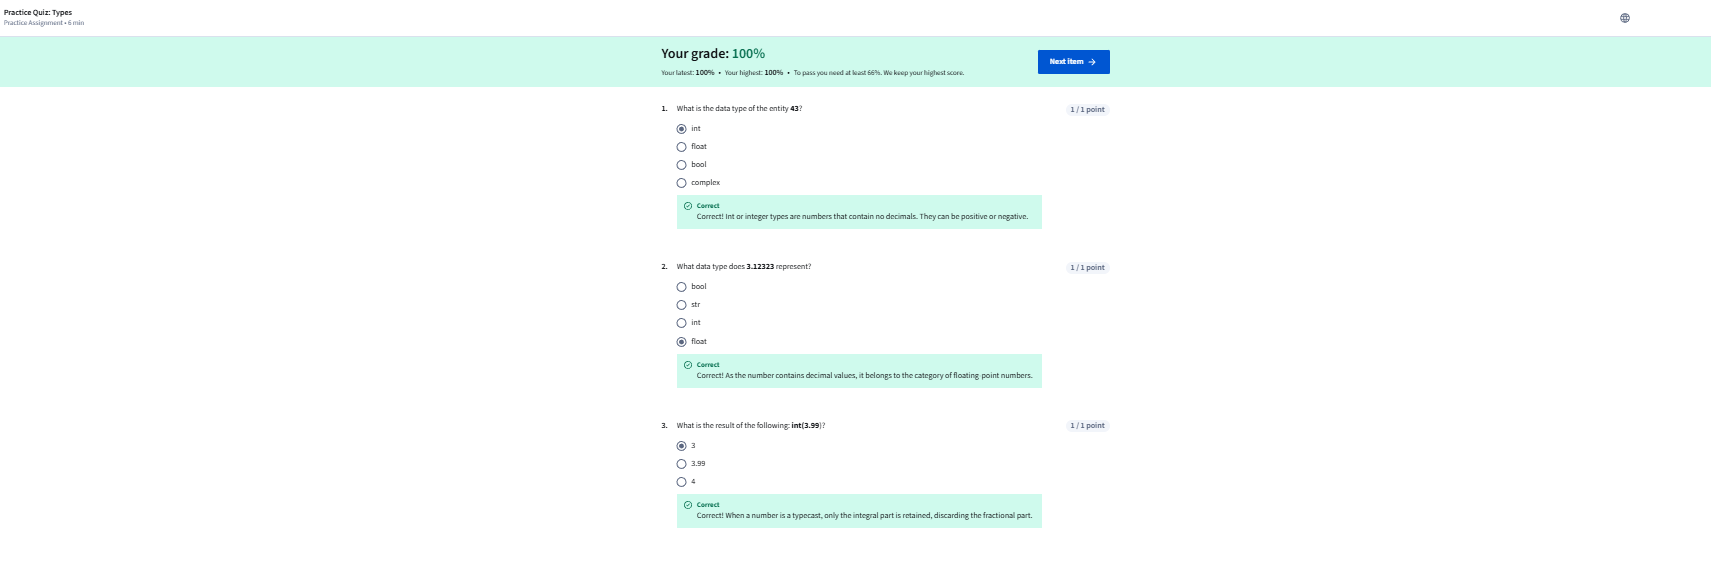 Practice Quiz: Types
Practice Assignment • 6 min
Your grade: 100%
Your latest: 100% • Your highest: 100% • To pass you need at least 66%. We keep your highest score.
Next item →
1. What is the data type of the entity 43?
1 / 1 point
int
float
bool
complex
Correct
Correct! Int or integer types are numbers that contain no decimals. They can be positive or negative.
2. What data type does 3.12323 represent?
1 / 1 point
bool
str
int
float
Correct
Correct! As the number contains decimal values, it belongs to the category of floating-point numbers.
3. What is the result of the following: int(3.99)?
1 / 1 point
3
3.99
4
Correct
Correct! When a number is a typecast, only the integral part is retained, discarding the fractional part.